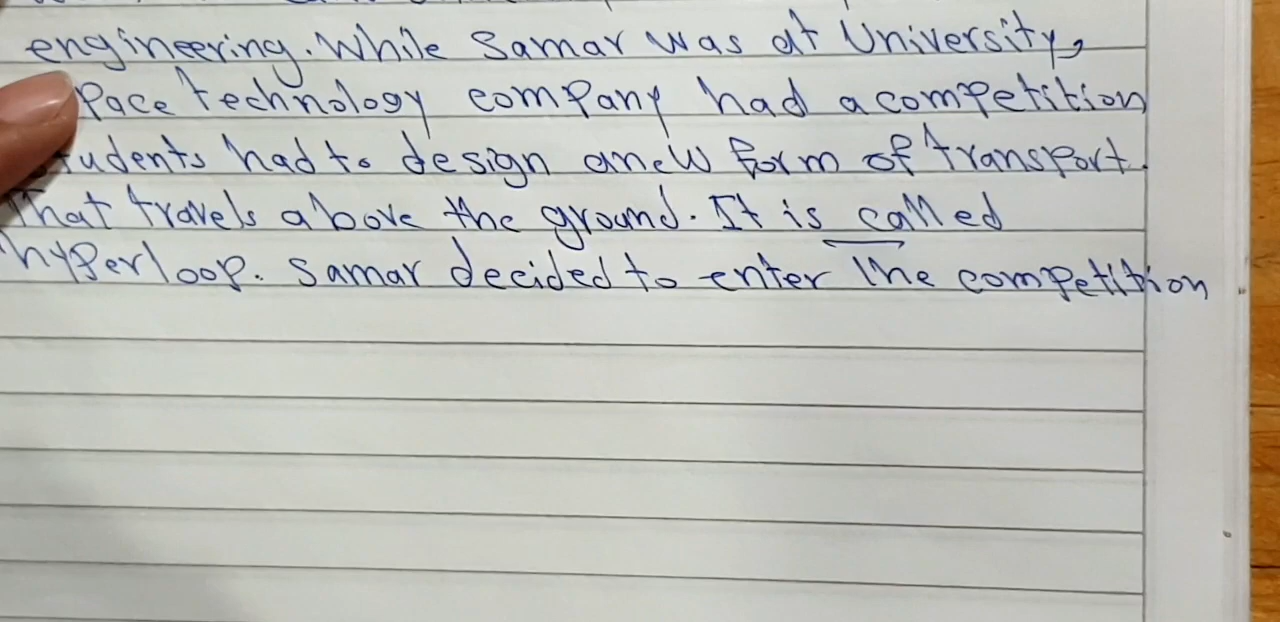 engineering. While Samar was at University,
Pace technology company had a competition
udents had to design a new form of transport.
That travels above the ground. It is called
hyperloop. Samar decided to enter the competition